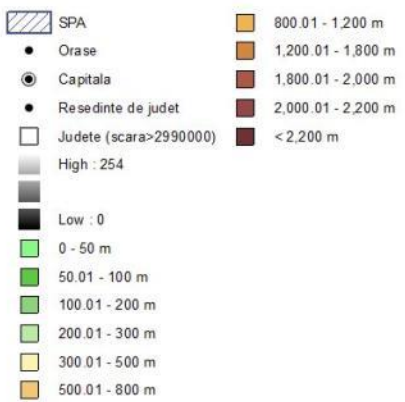 SPA
Orase
Capitala
Resedinte de judet
Judete (scara>2990000)
High : 254
Low : 0
0 - 50 m
50.01 - 100 m
100.01 - 200 m
200.01 - 300 m
300.01 - 500 m
500.01 - 800 m
800.01 - 1,200 m
1,200.01 - 1,800 m
1,800.01 - 2,000 m
2,000.01 - 2,200 m
< 2,200 m